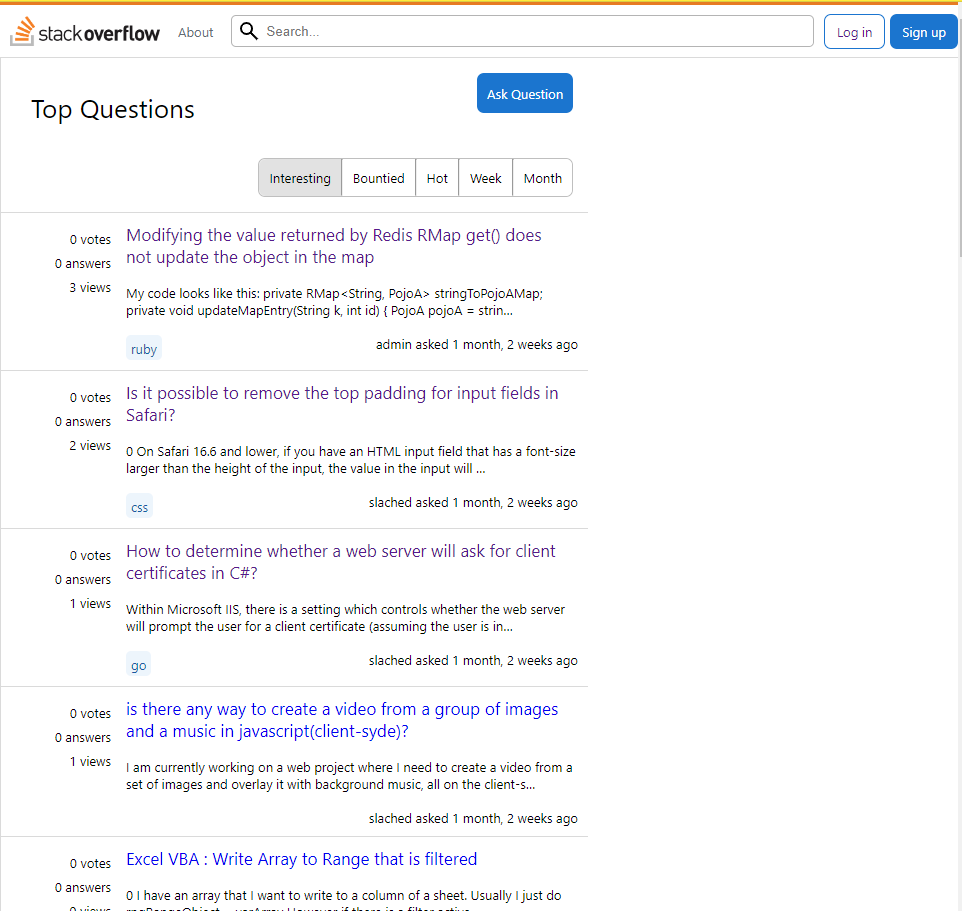 stackoverflow About Search... Log in Sign up
Top Questions
Ask Question
Interesting Bountied Hot Week Month
0 votes
0 answers
3 views
Modifying the value returned by Redis RMap get() does
not update the object in the map
My code looks like this: private RMap<String, PojoA> stringToPojoAMap;
private void updateMapEntry(String k, int id) { PojoA pojoA = strin...
ruby
admin asked 1 month, 2 weeks ago
0 votes
0 answers
2 views
Is it possible to remove the top padding for input fields in
Safari?
0 On Safari 16.6 and lower, if you have an HTML input field that has a font-size
larger than the height of the input, the value in the input will ...
css
slached asked 1 month, 2 weeks ago
0 votes
0 answers
1 views
How to determine whether a web server will ask for client
certificates in C#?
Within Microsoft IIS, there is a setting which controls whether the web server
will prompt the user for a client certificate (assuming the user is in...
go
slached asked 1 month, 2 weeks ago
0 votes
0 answers
1 views
is there any way to create a video from a group of images
and a music in javascript(client-syde)?
I am currently working on a web project where I need to create a video from a
set of images and overlay it with background music, all on the client-s...
slached asked 1 month, 2 weeks ago
0 votes
0 answers
0 views
Excel VBA : Write Array to Range that is filtered
0 I have an array that I want to write to a column of a sheet. Usually I just do